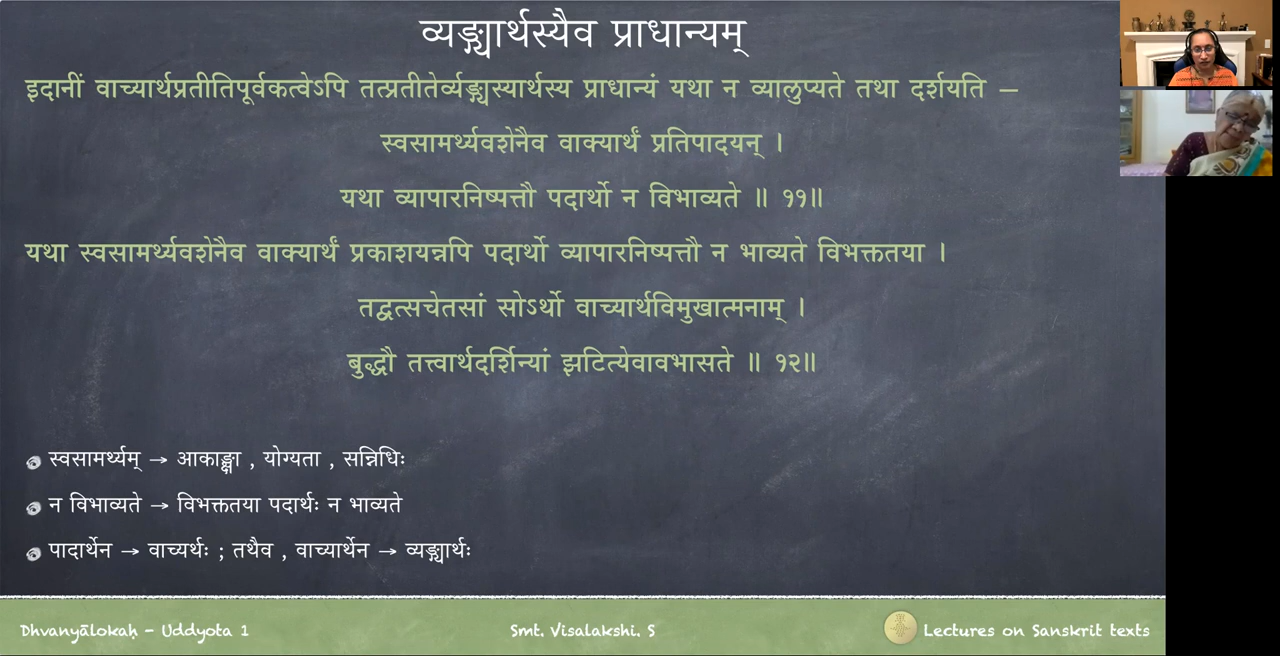 व्यङ्ग्यार्थस्यैव प्राधान्यम्
इदानीं वाच्यार्थप्रतीतिपूर्वकत्वेऽपि तत्प्रतीतेर्व्यङ्ग्यस्यार्थस्य प्राधान्यं यथा न व्यालुप्यते तथा दर्शयति –
स्वसामर्थ्यवशेनैव वाक्यार्थं प्रतिपादयन् ।
यथा व्यापारनिष्पत्तौ पदार्थो न विभाव्यते ॥ ११॥
यथा स्वसामर्थ्यवशेनैव वाक्यार्थं प्रकाशयन्नपि पदार्थो व्यापारनिष्पत्तौ न भाव्यते विभक्ततया ।
तद्वत्सचेतसां सोऽर्थो वाच्यार्थविमुखात्मनाम् ।
बुद्धौ तत्त्वार्थदर्शिन्यां झटित्येवावभासते ॥ १२॥
स्वसामर्थ्यम् → आकाङ्क्षा , योग्यता , सन्निधिः
न विभाव्यते → विभक्ततया पदार्थः न भाव्यते
पादार्थेन → वाच्यर्थः ; तथैव , वाच्यार्थेन → व्यङ्ग्यार्थः
Dhvanyālokaḥ – Uddyota 1 Smt. Visalakshi. S Lectures on Sanskrit texts